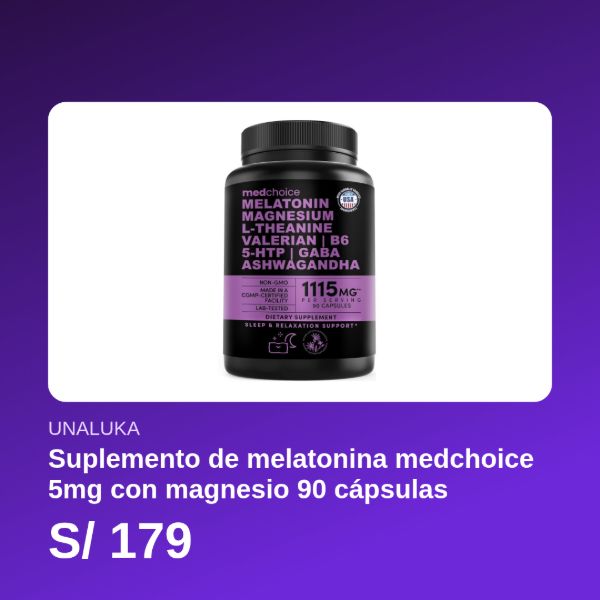 medchoice
MELATONIN
MAGNESIUM
L-THEANINE
VALERIAN | B6
5-HTP | GABA
ASHWAGANDHA
USA
NON-GMO
MADE IN A
CGMP-CERTIFIED
FACILITY
LAB-TESTED
1115MG**
PER SERVING
90 CAPSULES
DIETARY SUPPLEMENT
SLEEP & RELAXATION SUPPORT*
UNALUKA
Suplemento de melatonina medchoice
5mg con magnesio 90 cápsulas
S/ 179